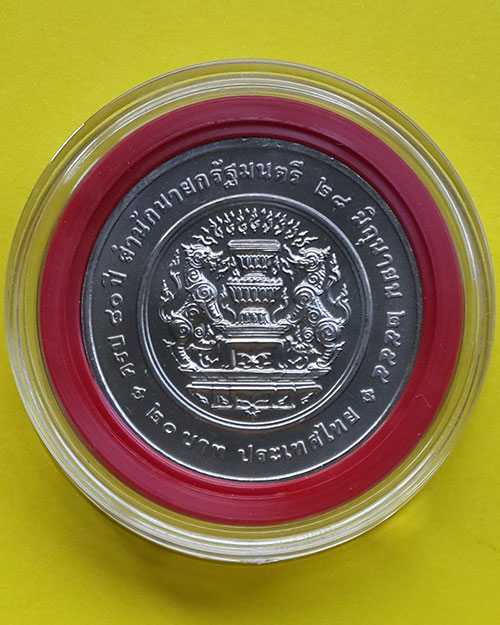 ครบ ๘๐ ปี สำนักนายกรัฐมนตรี ๒๘ มิถุนายน ๒๕๕๕
๒๐ บาท ประเทศไทย